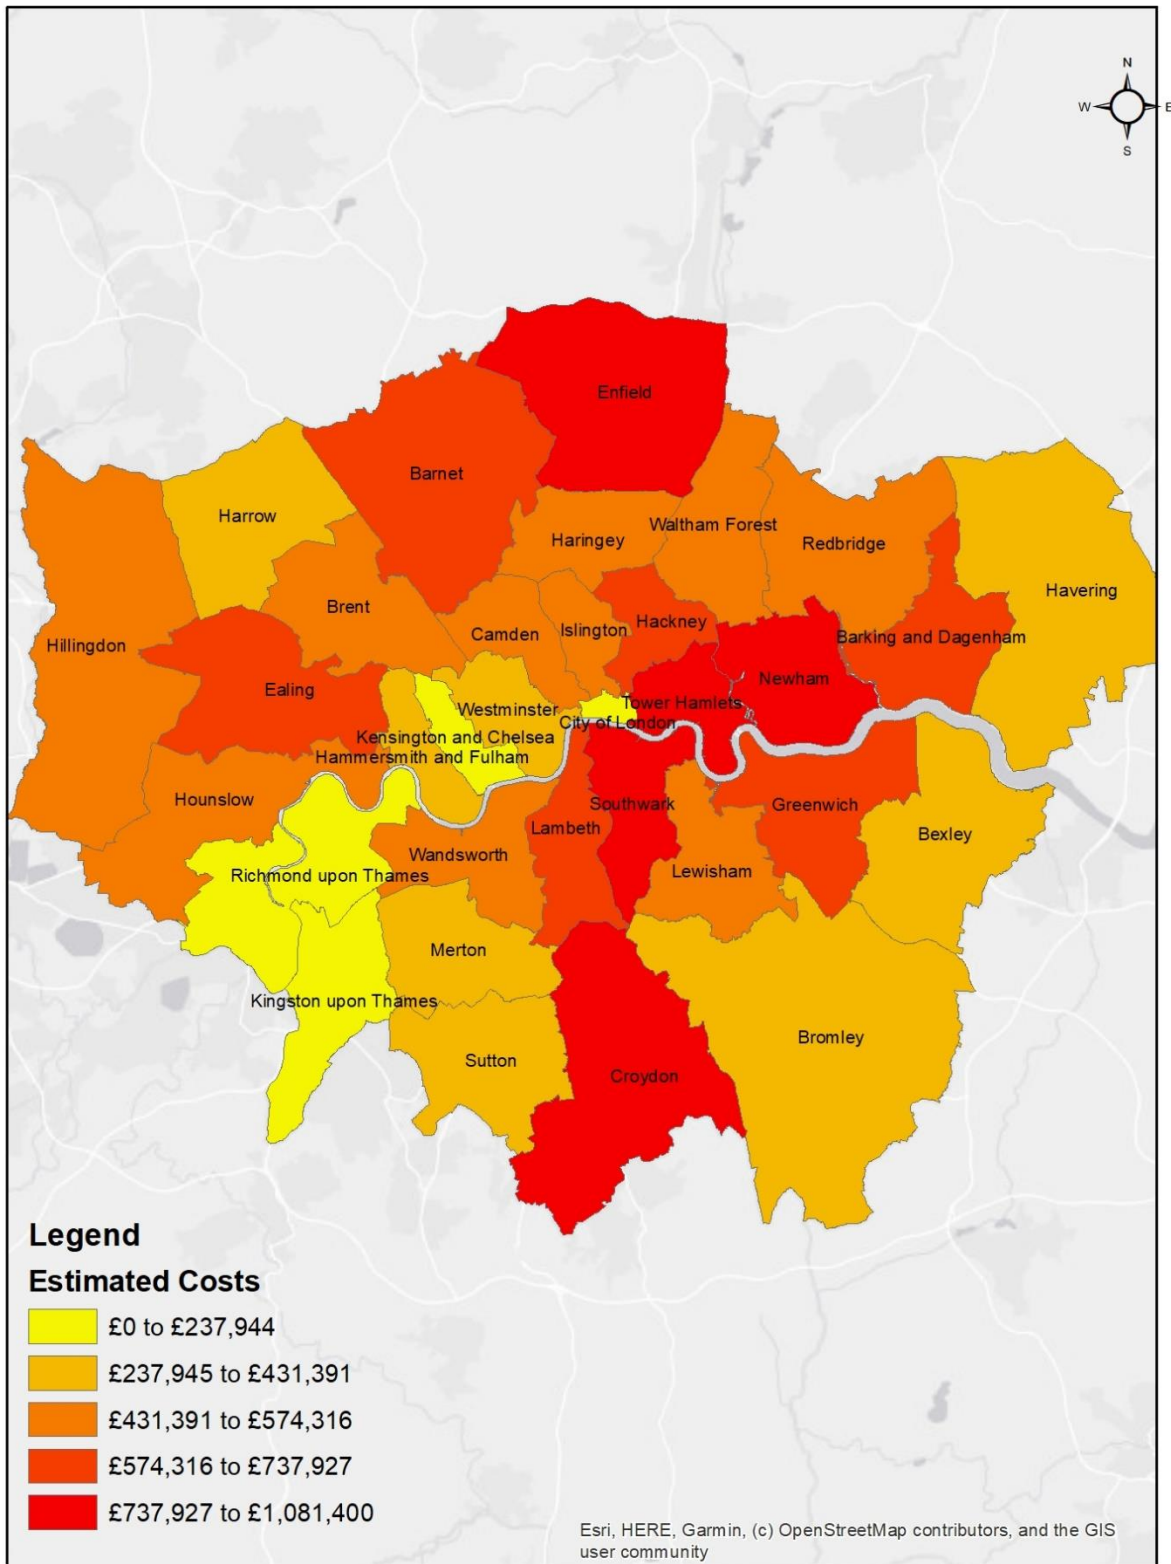 N
W E
S
Enfield
Barnet
Harrow
Waltham Forest
Haringey
Redbridge
Havering
Brent
Camden
Islington
Hackney
Barking and Dagenham
Hillingdon
Ealing
Newham
Westminster
Tower Hamlets
City of London
Kensington and Chelsea
Hammersmith and Fulham
Hounslow
Southwark
Greenwich
Lambeth
Bexley
Wandsworth
Richmond upon Thames
Lewisham
Merton
Kingston upon Thames
Bromley
Sutton
Croydon
Legend
Estimated Costs
£0 to £237,944
£237,945 to £431,391
£431,391 to £574,316
£574,316 to £737,927
£737,927 to £1,081,400
Esri, HERE, Garmin, (c) OpenStreetMap contributors, and the GIS
user community